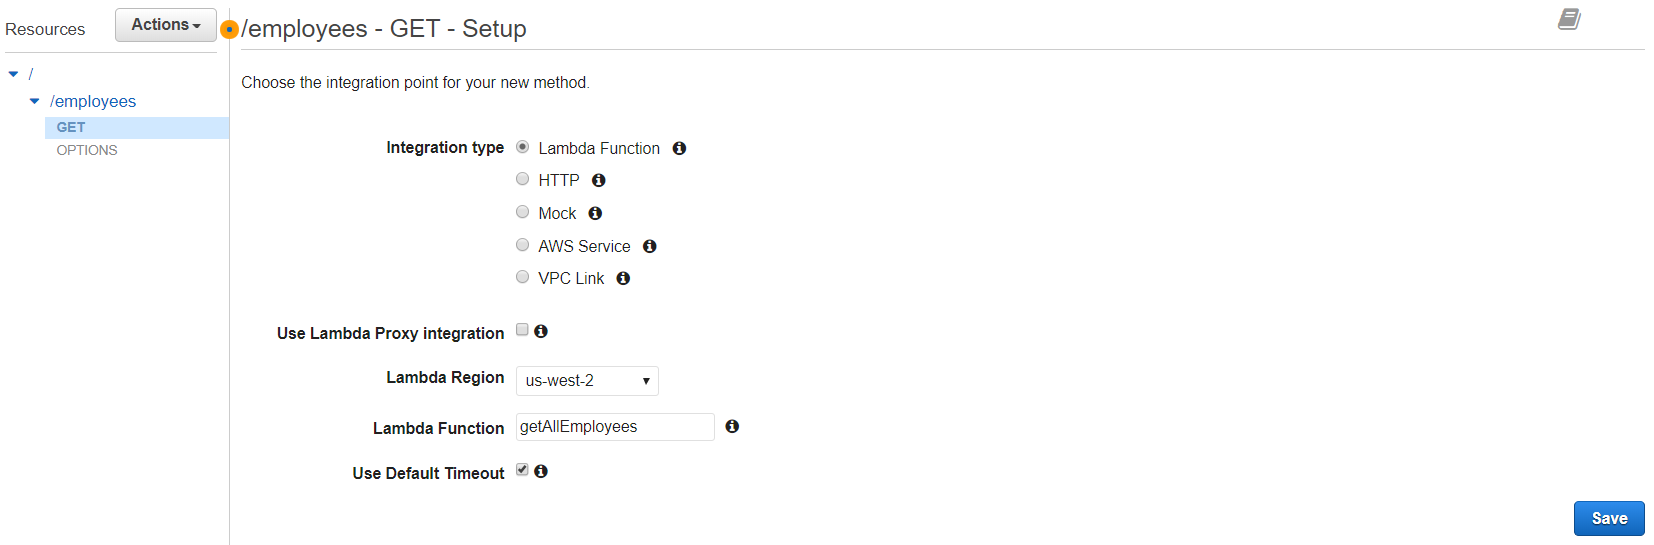 Resources
Actions
/
/employees
GET
OPTIONS
/employees - GET - Setup
Choose the integration point for your new method.
Integration type
Lambda Function
HTTP
Mock
AWS Service
VPC Link
Use Lambda Proxy integration
Lambda Region
us-west-2
Lambda Function
getAllEmployees
Use Default Timeout
Save